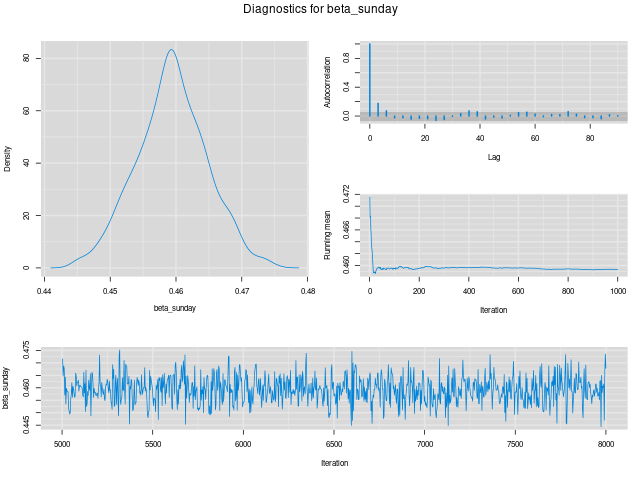 Diagnostics for beta_sunday
Density
80
60
40
20
0
0.44 0.45 0.46 0.47 0.48
beta_sunday
Autocorrelation
0.8
0.4
0.0
0 20 40 60 80
Lag
Running mean
0.472
0.466
0.460
0 200 400 600 800 1000
Iteration
beta_sunday
0.475
0.460
0.445
5000 5500 6000 6500 7000 7500 8000
Iteration